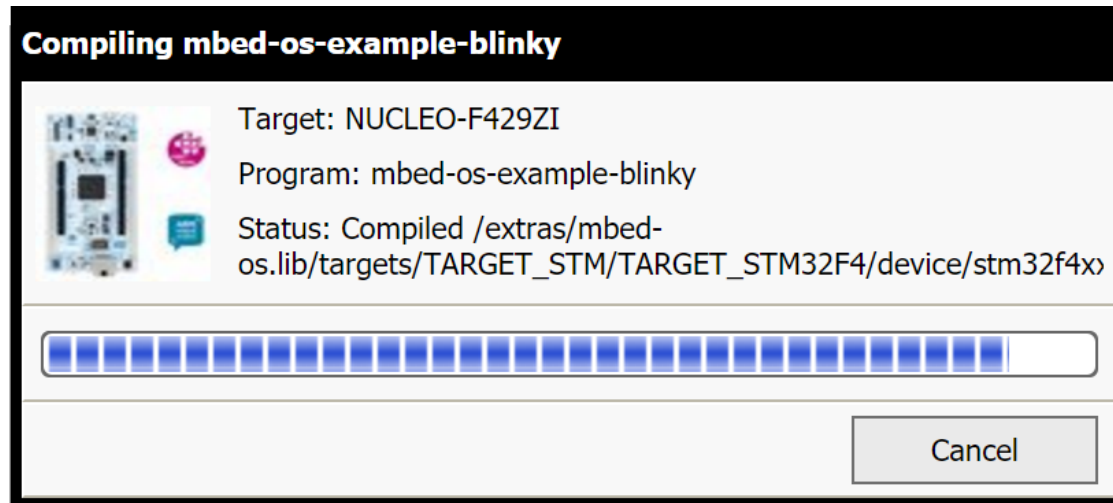 Compiling mbed-os-example-blinky
Target: NUCLEO-F429ZI
Program: mbed-os-example-blinky
Status: Compiled /extras/mbed-
os.lib/targets/TARGET_STM/TARGET_STM32F4/device/stm32f4xx
Cancel